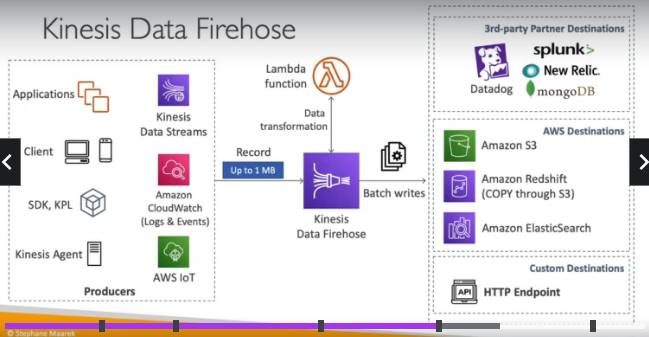 Kinesis Data Firehose
Applications
Client
SDK, KPL
Kinesis Agent
Kinesis
Data Streams
Amazon
CloudWatch
(Logs & Events)
AWS IoT
Producers
Record
Up to 1 MB
Lambda
function
Data
transformation
Kinesis
Data Firehose
Batch writes
3rd-party Partner Destinations
Datadog
splunk>
New Relic.
mongoDB
AWS Destinations
Amazon S3
Amazon Redshift
(COPY through S3)
Amazon ElasticSearch
Custom Destinations
API
HTTP Endpoint
© Stephane Maarek